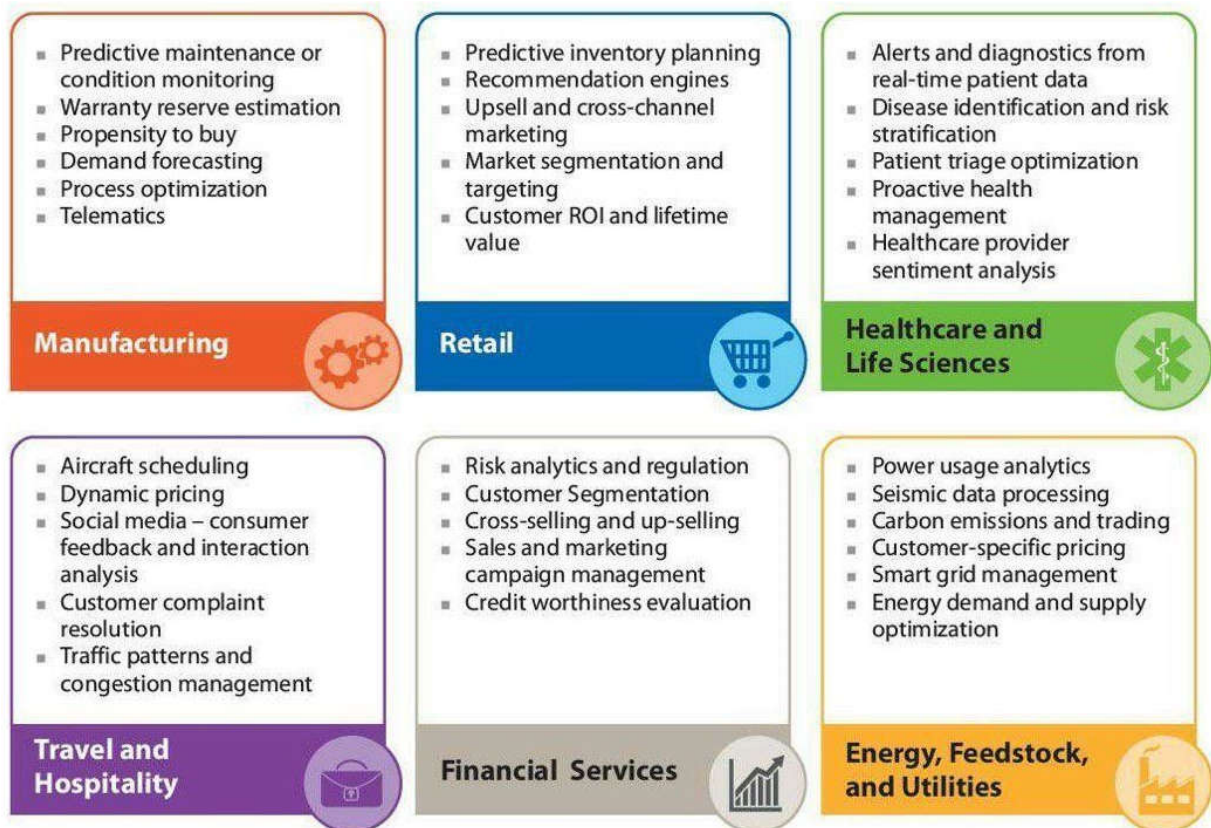 ▪ Predictive maintenance or
condition monitoring
▪ Warranty reserve estimation
▪ Propensity to buy
▪ Demand forecasting
▪ Process optimization
▪ Telematics
Manufacturing
▪ Predictive inventory planning
▪ Recommendation engines
▪ Upsell and cross-channel
marketing
▪ Market segmentation and
targeting
▪ Customer ROI and lifetime
value
Retail
▪ Alerts and diagnostics from
real-time patient data
▪ Disease identification and risk
stratification
▪ Patient triage optimization
▪ Proactive health
management
▪ Healthcare provider
sentiment analysis
Healthcare and
Life Sciences
▪ Aircraft scheduling
▪ Dynamic pricing
▪ Social media – consumer
feedback and interaction
analysis
▪ Customer complaint
resolution
▪ Traffic patterns and
congestion management
Travel and
Hospitality
▪ Risk analytics and regulation
▪ Customer Segmentation
▪ Cross-selling and up-selling
▪ Sales and marketing
campaign management
▪ Credit worthiness evaluation
Financial Services
▪ Power usage analytics
▪ Seismic data processing
▪ Carbon emissions and trading
▪ Customer-specific pricing
▪ Smart grid management
▪ Energy demand and supply
optimization
Energy, Feedstock,
and Utilities